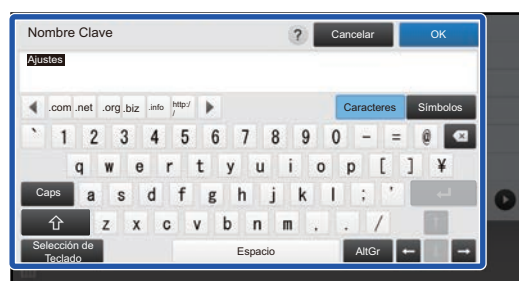 Nombre Clave ? Cancelar OK
Ajustes
.com .net .org .biz .info http:/
/
Caracteres Símbolos
` 1 2 3 4 5 6 7 8 9 0 - = @
q w e r t y u i o p [ ] ¥
Caps a s d f g h j k l ; '
z x c v b n m , . /
Selección de
Teclado
Espacio AltGr